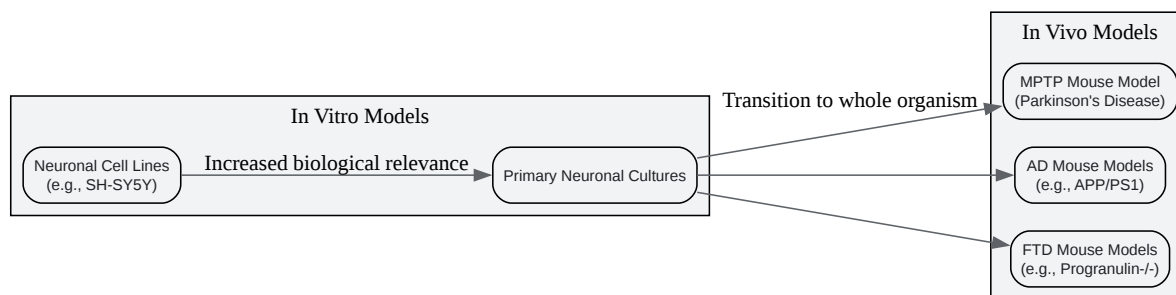 In Vitro Models
Neuronal Cell Lines
(e.g., SH-SY5Y)
Increased biological relevance
Primary Neuronal Cultures
Transition to whole organism
In Vivo Models
MPTP Mouse Model
(Parkinson's Disease)
AD Mouse Models
(e.g., APP/PS1)
FTD Mouse Models
(e.g., Progranulin-/-)